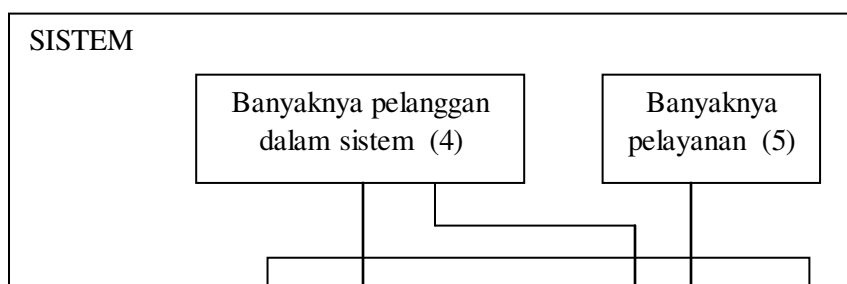 SISTEM
Banyaknya pelanggan
dalam sistem (4)
Banyaknya
pelayanan (5)